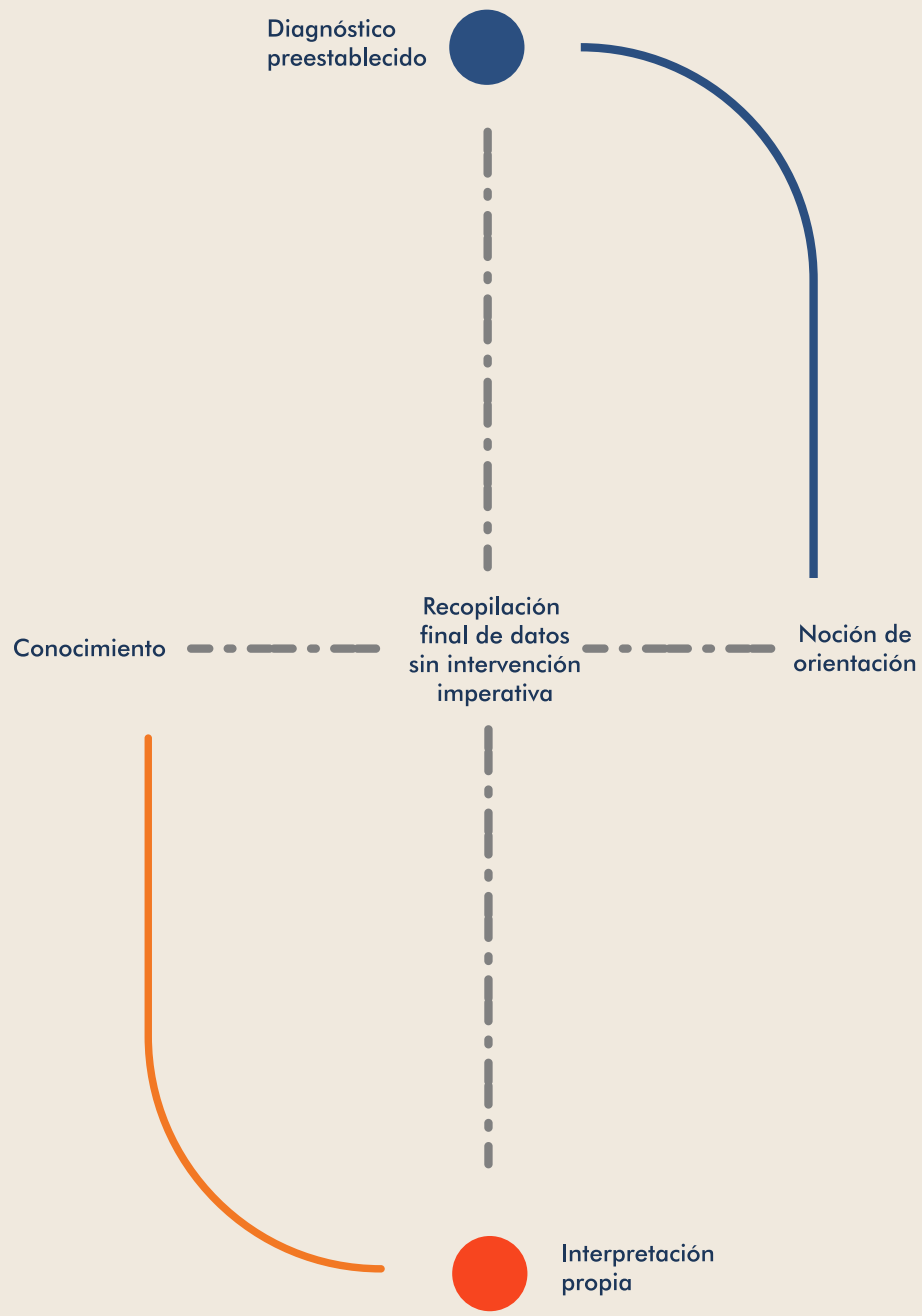 Diagnóstico
preestablecido
Conocimiento
Recopilación
final de datos
sin intervención
imperativa
Noción de
orientación
Interpretación
propia